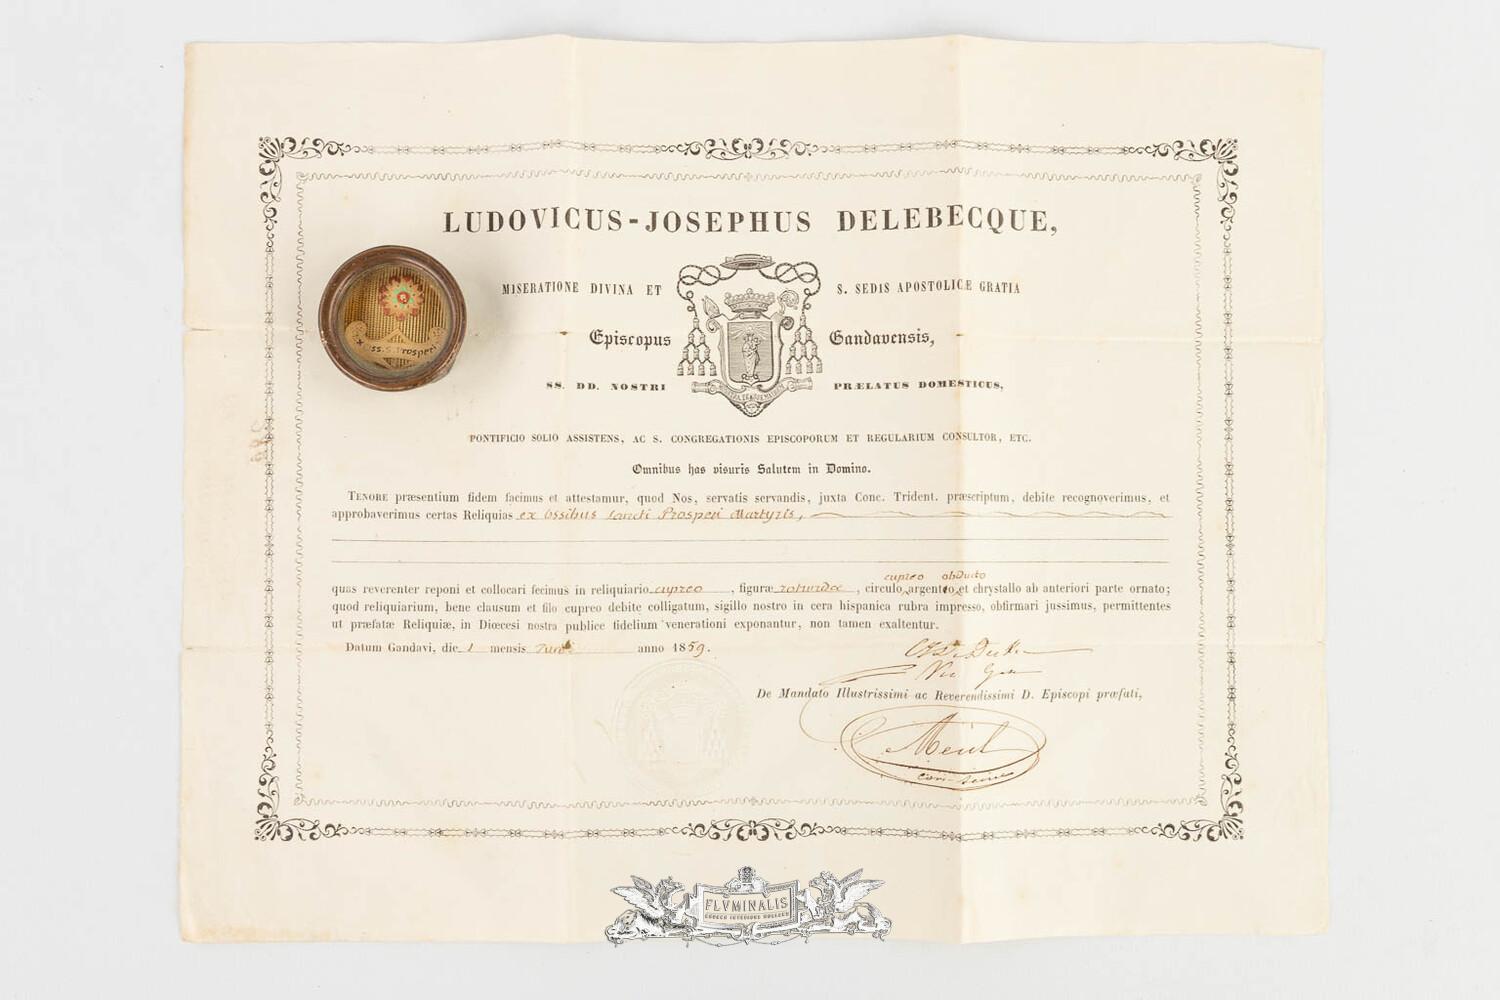 LUDOVICUS-JOSEPHUS DELEBECQUE,
MISERATIONE DIVINA ET S. SEDIS APOSTOLICÆ GRATIA
Episcopus Gandavensis,
SS. DD. NOSTRI PRÆLATUS DOMESTICUS,
PONTIFICIO SOLIO ASSISTENS, AC S. CONGREGATIONIS EPISCOPORUM ET REGULARIUM CONSULTOR, ETC.
Omnibus has visuris Salutem in Domino.
TENORE præsentium fidem facimus et attestamur, quod Nos, servatis servandis, juxta Conc. Trident. præscriptum, debite recognoverimus, et
approbaverimus certas Reliquias ex Ossibus Sancti Prosperi Martyris,
cupreo obducto
quas reverenter reponi et collocari fecimus in reliquiario cupreo, figuræ rotundæ, circulo argenteo et chrystallo ab anteriori parte ornato;
quod reliquiarium, bene clausum et filo cupreo debite colligatum, sigillo nostro in cera hispanica rubra impresso, obfirmari jussimus, permittentes
ut præfatæ Reliquiæ, in Diœcesi nostra publice fidelium venerationi exponantur, non tamen exaltentur.
Datum Gandavi, die 1 mensis Junii anno 1859.
Vic Gen
De Mandato Illustrissimi ac Reverendissimi D. Episcopi præfati,
ss. S. Prosperi
FLVMINALIS